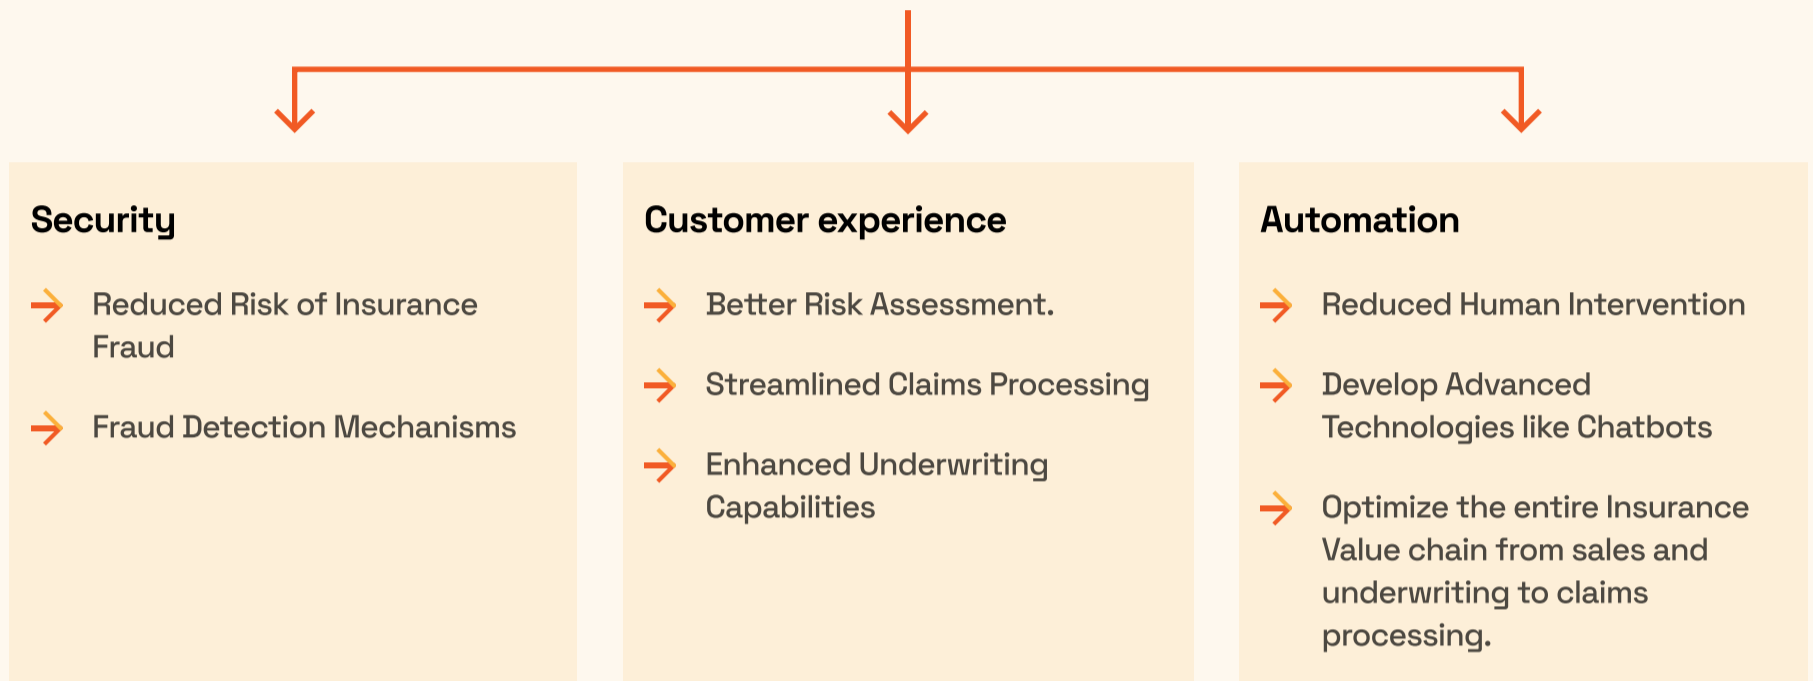 Security
Reduced Risk of Insurance
Fraud
Fraud Detection Mechanisms
Customer experience
Better Risk Assessment.
Streamlined Claims Processing
Enhanced Underwriting
Capabilities
Automation
Reduced Human Intervention
Develop Advanced
Technologies like Chatbots
Optimize the entire Insurance
Value chain from sales and
underwriting to claims
processing.